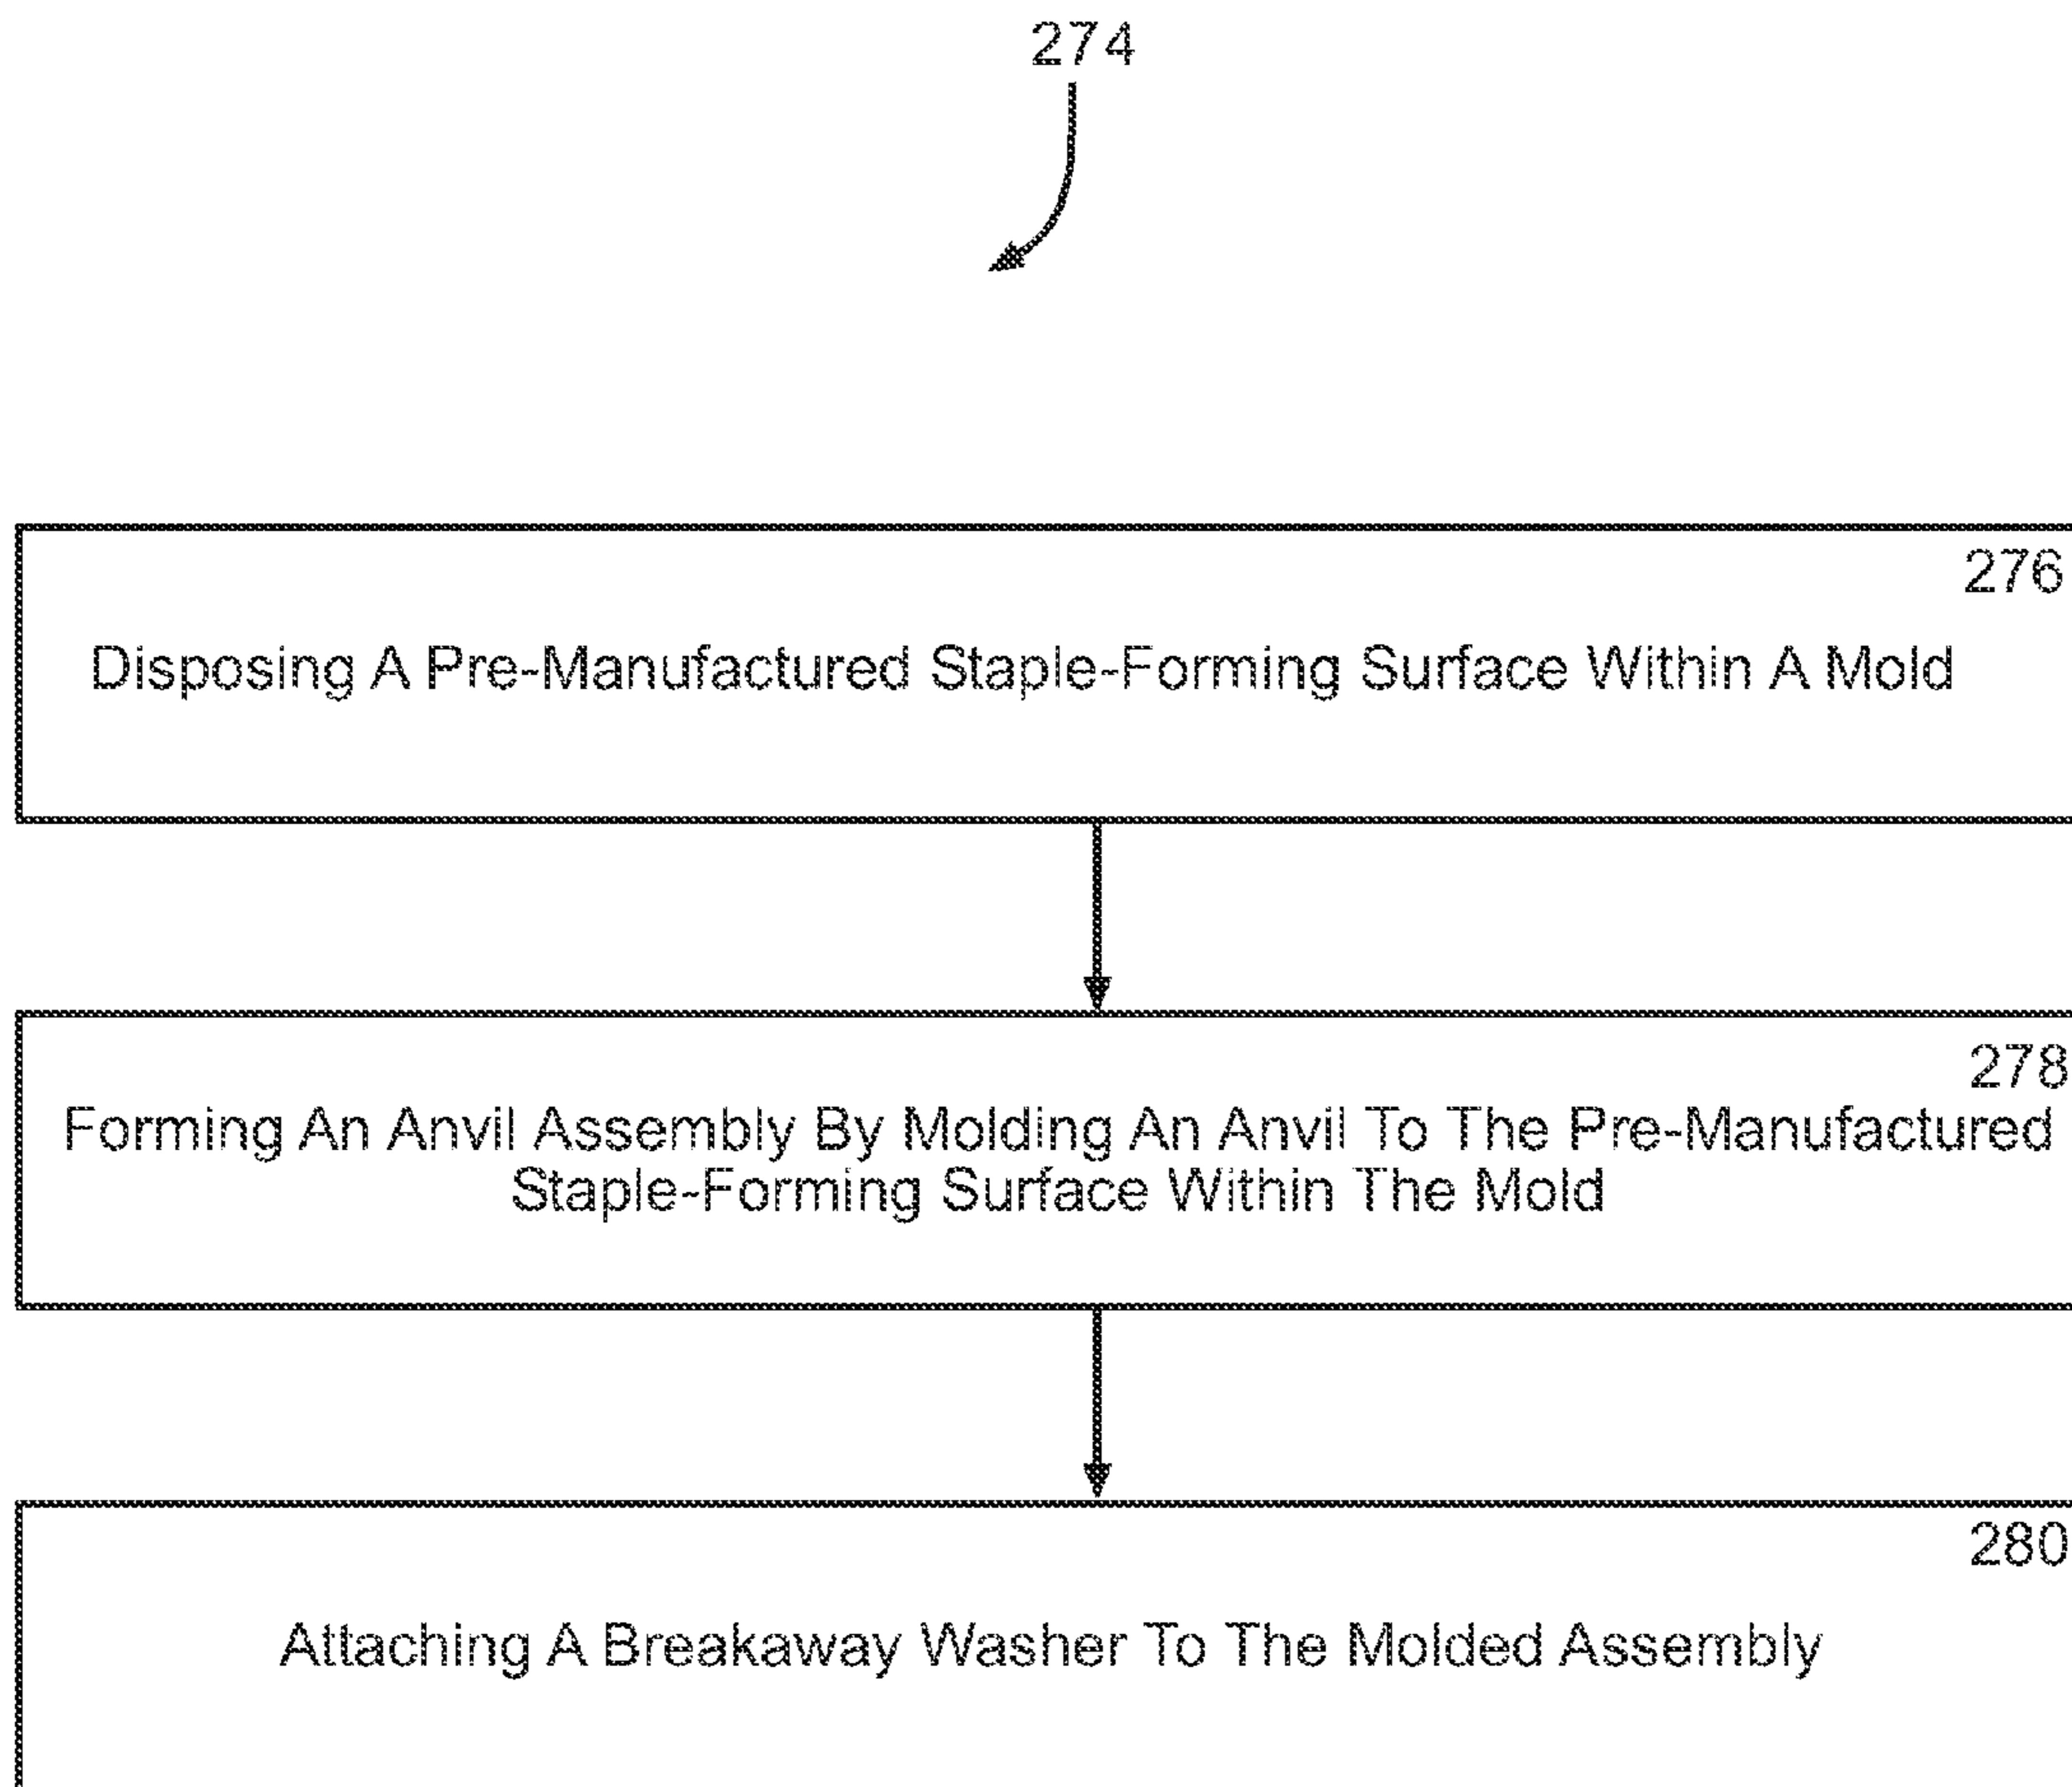 274
276
Disposing A Pre-Manufactured Staple-Forming Surface Within A Mold
278
Forming An Anvil Assembly By Molding An Anvil To The Pre-Manufactured
Staple-Forming Surface Within The Mold
280
Attaching A Breakaway Washer To The Molded Assembly